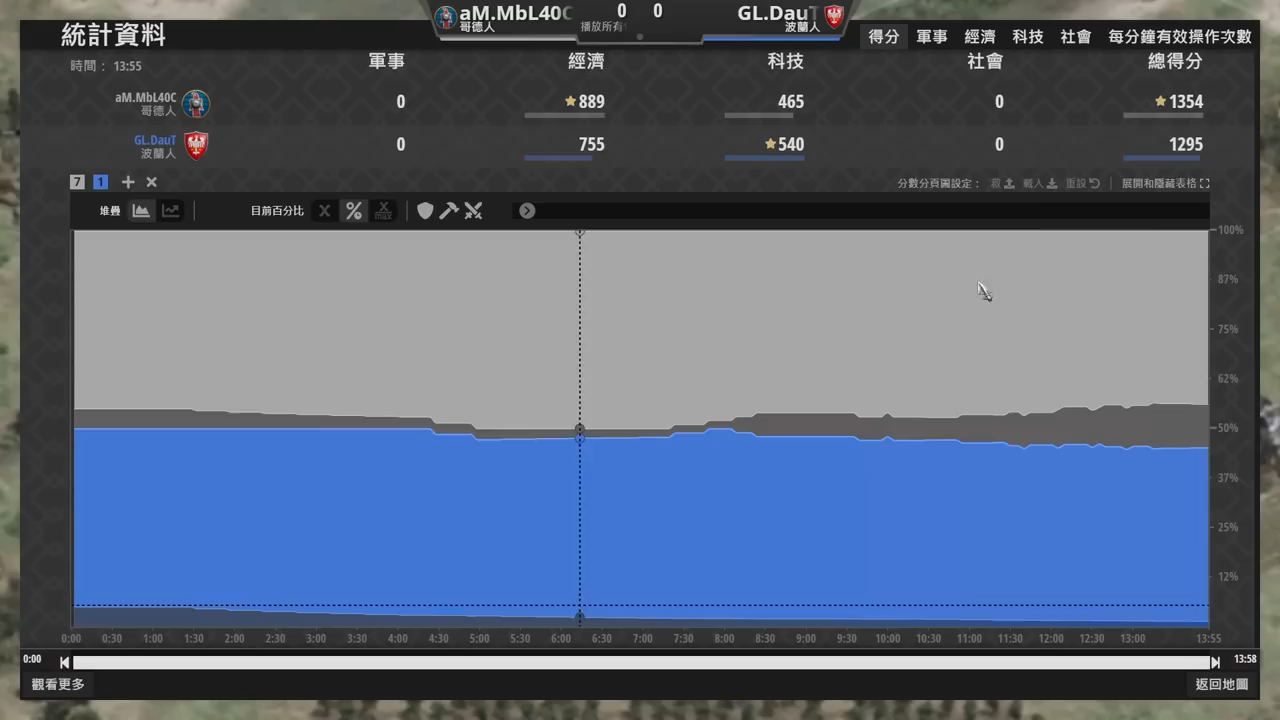 aM.MbL40C 0 0 GL.DauT
哥德人 播放所有 波蘭人
統計資料
得分 軍事 經濟 科技 社會 每分鐘有效操作次數
時間： 13:55
軍事 經濟 科技 社會 總得分
aM.MbL40C
哥德人
0 889 465 0 1354
GL.DauT
波蘭人
0 755 540 0 1295
7 1
分數分頁圖設定： 載入 重設 展開和隱藏表格
堆疊 目前百分比 X % X max
100%
87%
75%
62%
50%
37%
25%
12%
0:00 0:30 1:00 1:30 2:00 2:30 3:00 3:30 4:00 4:30 5:00 5:30 6:00 6:30 7:00 7:30 8:00 8:30 9:00 9:30 10:00 10:30 11:00 11:30 12:00 12:30 13:00 13:55
0:00 13:58
觀看更多 返回地圖